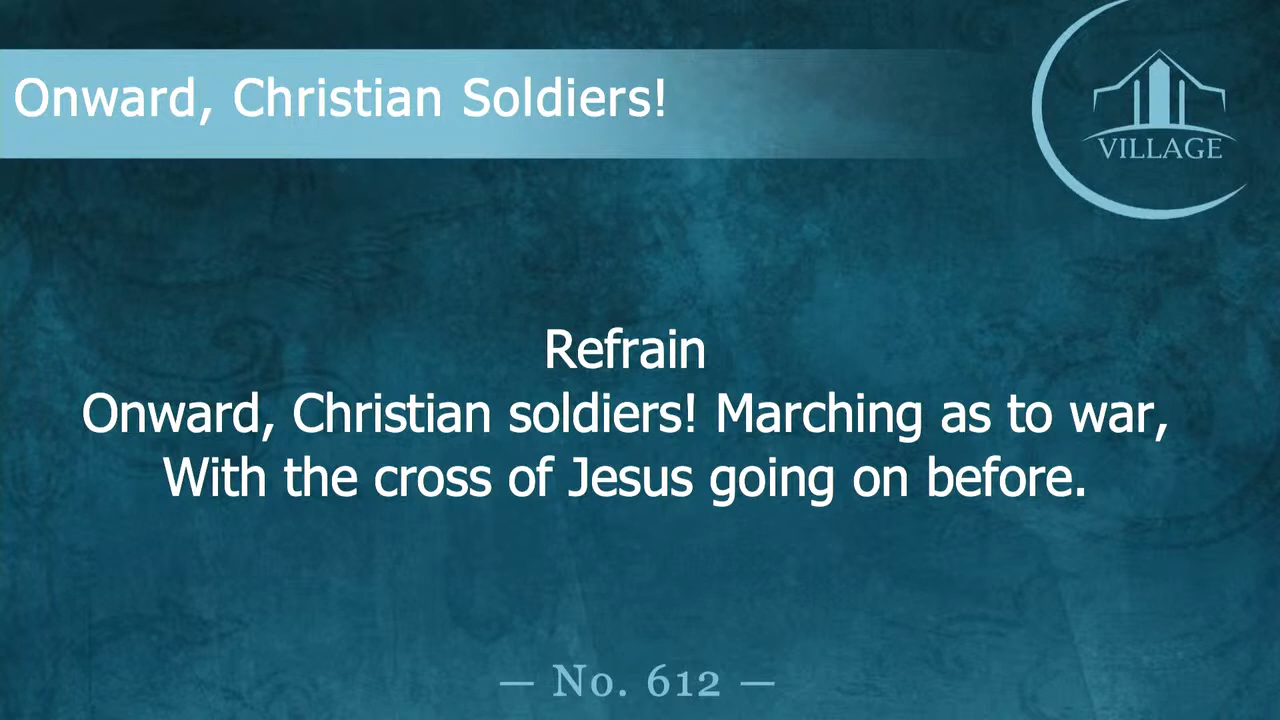 Onward, Christian Soldiers!
VILLAGE
Refrain
Onward, Christian soldiers! Marching as to war,
With the cross of Jesus going on before.
— No. 612 —